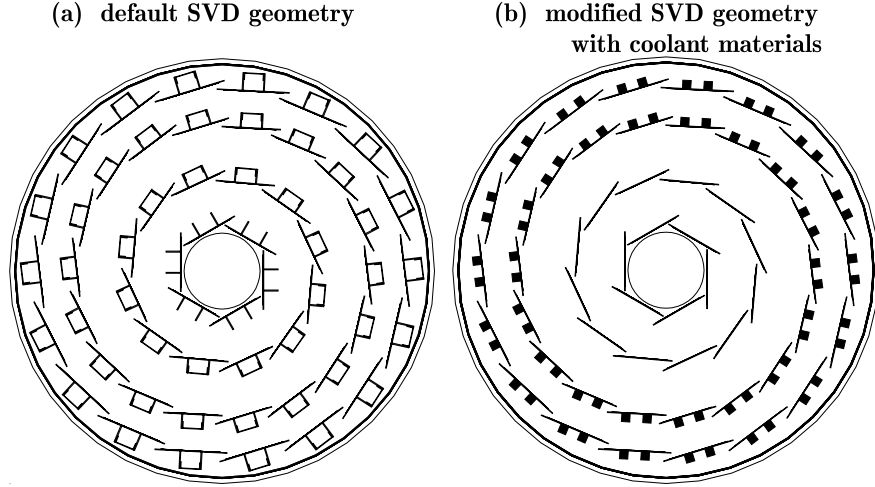 (a) default SVD geometry
(b) modified SVD geometry
with coolant materials